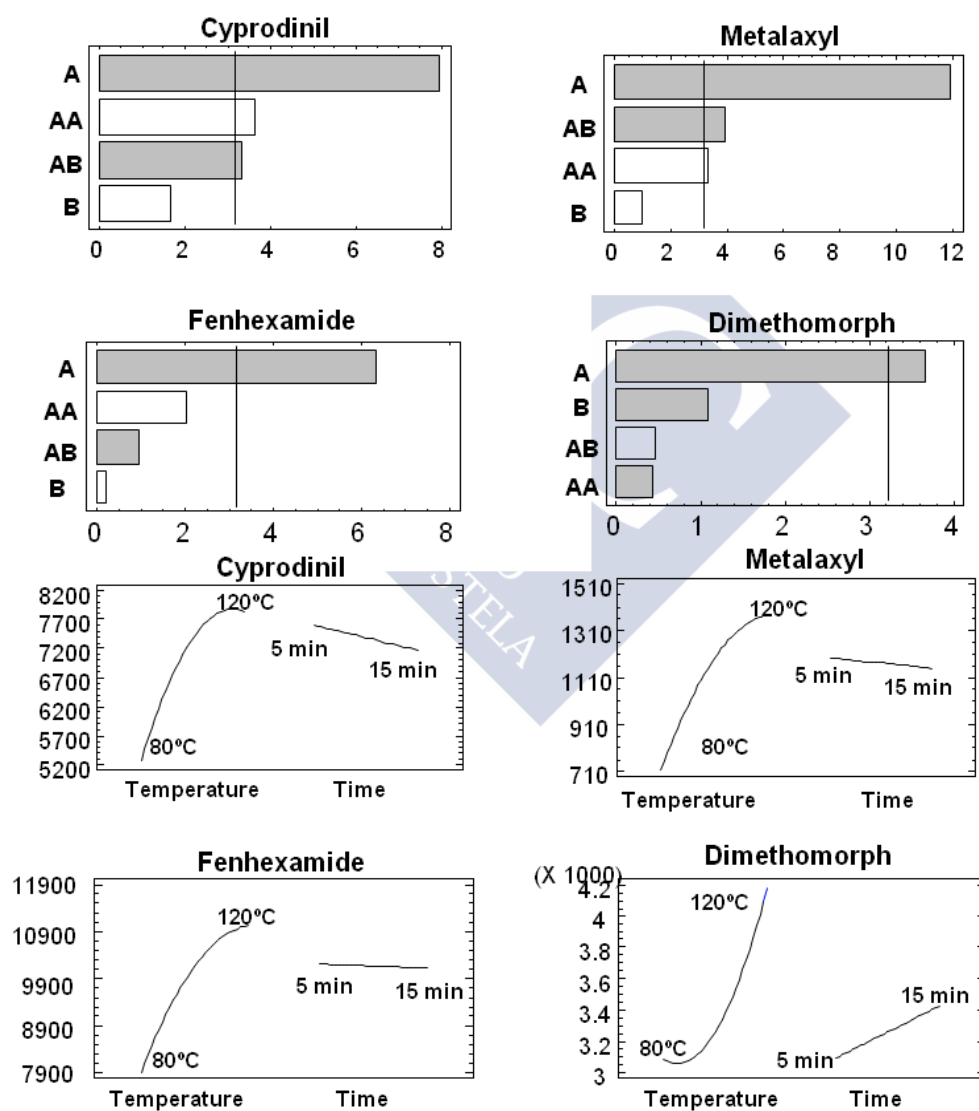 Cyprodinil
A
AA
AB
B
0 2 4 6 8
Metalaxyl
A
AB
AA
B
0 2 4 6 8 10 12
Fenhexamide
A
AA
AB
B
0 2 4 6 8
Dimethomorph
A
B
AB
AA
0 1 2 3 4
Cyprodinil
8200
7700
7200
6700
6200
5700
5200
120ºC
80ºC
5 min
15 min
Temperature Time
Metalaxyl
1510
1310
1110
910
710
120ºC
80ºC
5 min
15 min
Temperature Time
Fenhexamide
11900
10900
9900
8900
7900
120ºC
80ºC
5 min
15 min
Temperature Time
Dimethomorph
(X 1000)
4.2
4
3.8
3.6
3.4
3.2
3
120ºC
80ºC
5 min
15 min
Temperature Time
STELA